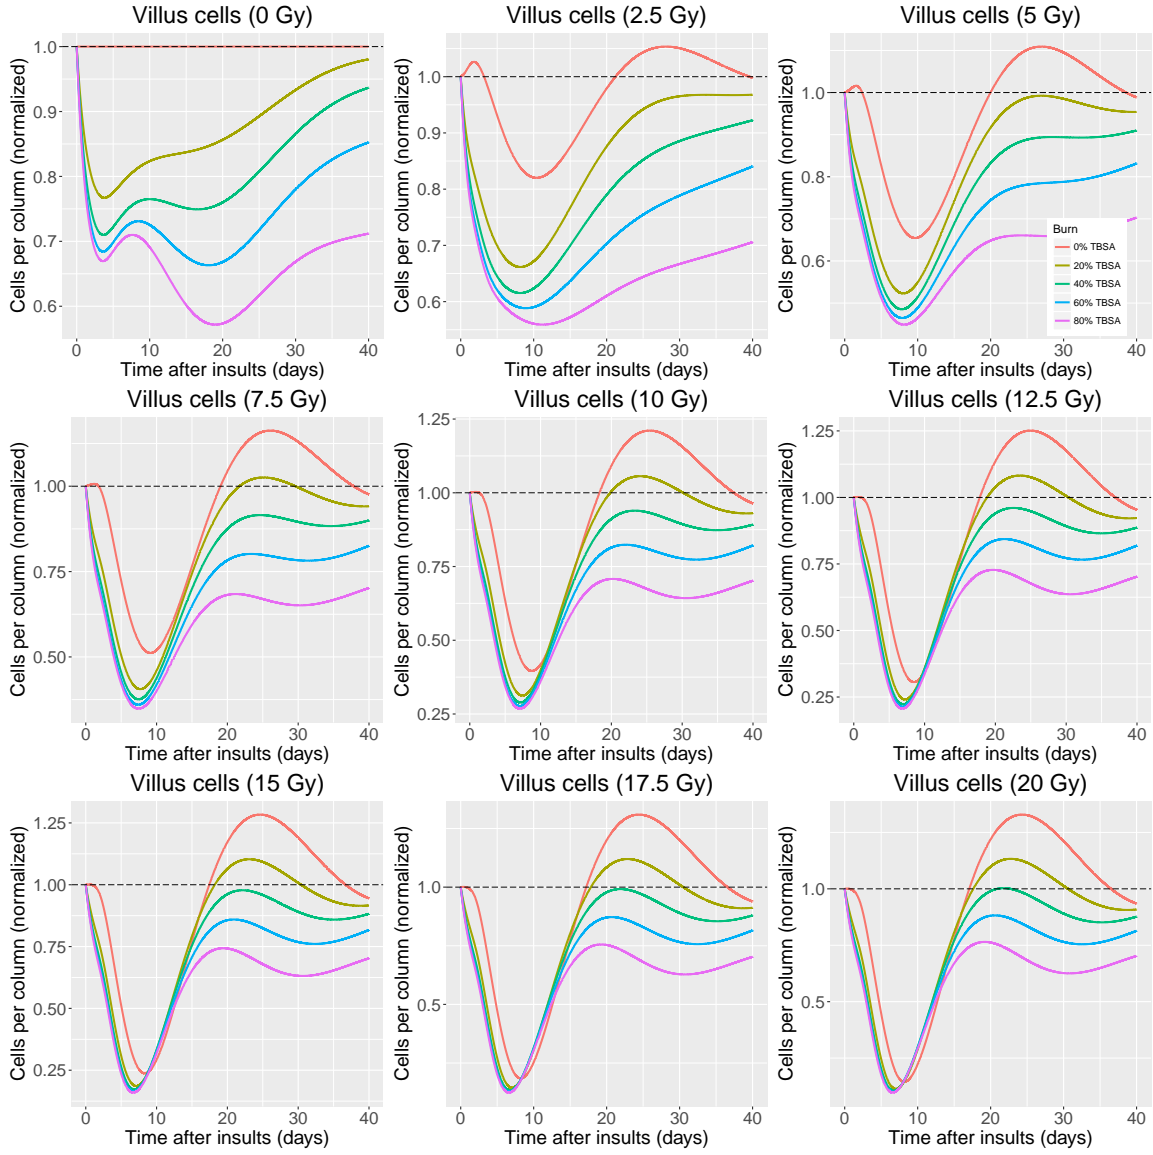 Villus cells (0 Gy)
Cells per column (normalized)
1.0
0.9
0.8
0.7
0.6
0 10 20 30 40
Time after insults (days)
Villus cells (2.5 Gy)
Cells per column (normalized)
1.0
0.9
0.8
0.7
0.6
0 10 20 30 40
Time after insults (days)
Villus cells (5 Gy)
Cells per column (normalized)
1.0
0.8
0.6
Burn
0% TBSA
20% TBSA
40% TBSA
60% TBSA
80% TBSA
0 10 20 30 40
Time after insults (days)
Villus cells (7.5 Gy)
Cells per column (normalized)
1.00
0.75
0.50
0 10 20 30 40
Time after insults (days)
Villus cells (10 Gy)
Cells per column (normalized)
1.25
1.00
0.75
0.50
0.25
0 10 20 30 40
Time after insults (days)
Villus cells (12.5 Gy)
Cells per column (normalized)
1.25
1.00
0.75
0.50
0.25
0 10 20 30 40
Time after insults (days)
Villus cells (15 Gy)
Cells per column (normalized)
1.25
1.00
0.75
0.50
0.25
0 10 20 30 40
Time after insults (days)
Villus cells (17.5 Gy)
Cells per column (normalized)
1.0
0.5
0 10 20 30 40
Time after insults (days)
Villus cells (20 Gy)
Cells per column (normalized)
1.0
0.5
0 10 20 30 40
Time after insults (days)